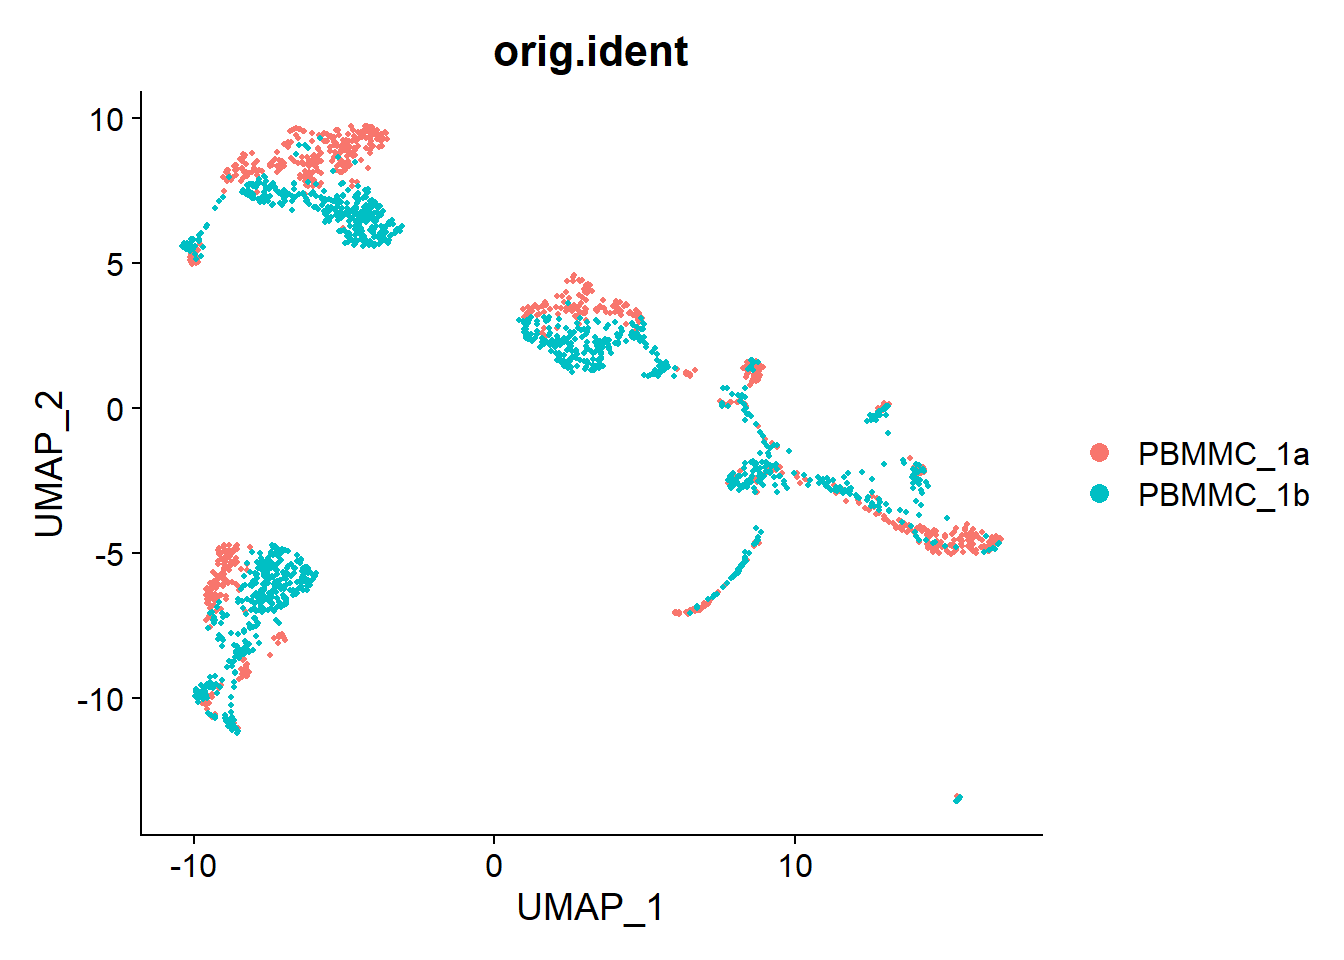 orig.ident
10
5
0
-5
-10
UMAP_2
-10 0 10
UMAP_1
PBMMC_1a
PBMMC_1b